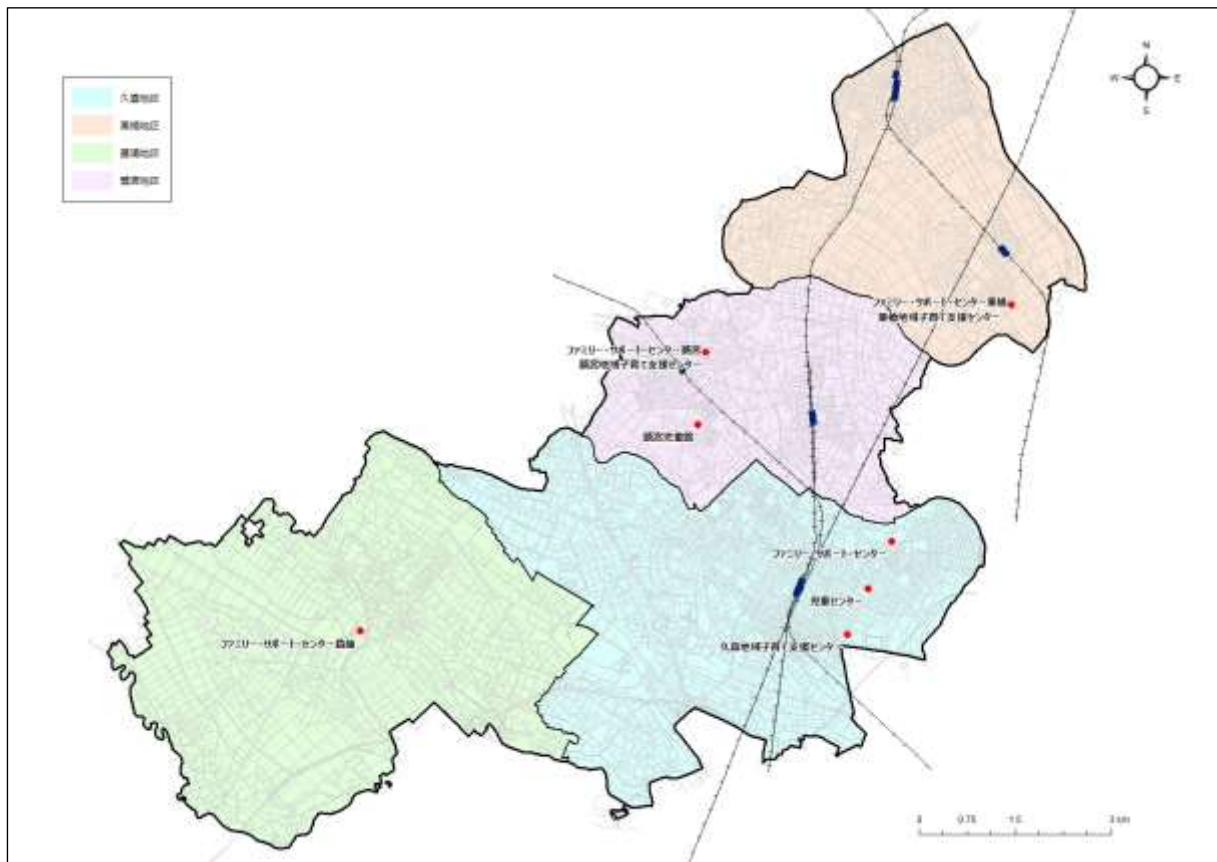 久喜地区
栗橋地区
菖蒲地区
鷲宮地区
N
W
E
S
ファミリー・サポート・センター栗橋
栗橋地域子育て支援センター
ファミリー・サポート・センター鷲宮
鷲宮地域子育て支援センター
鷲宮児童館
ファミリー・サポート・センター
児童センター
久喜地域子育て支援センター
ファミリー・サポート・センター菖蒲
0 0.75 1.5 3 km